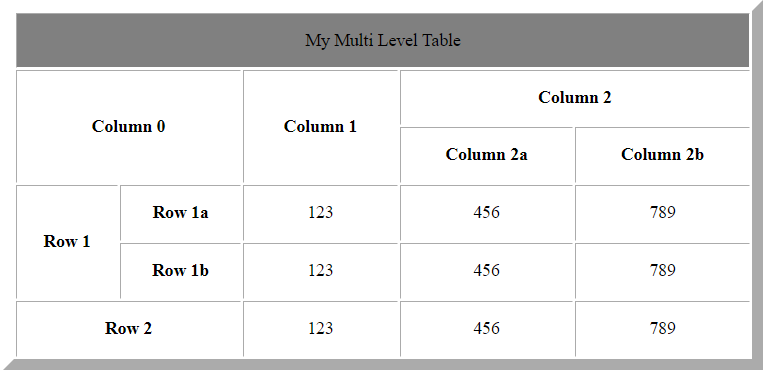 My Multi Level Table
Column 0 Column 1 Column 2
Column 2a Column 2b
Row 1 Row 1a 123 456 789
Row 1b 123 456 789
Row 2 123 456 789